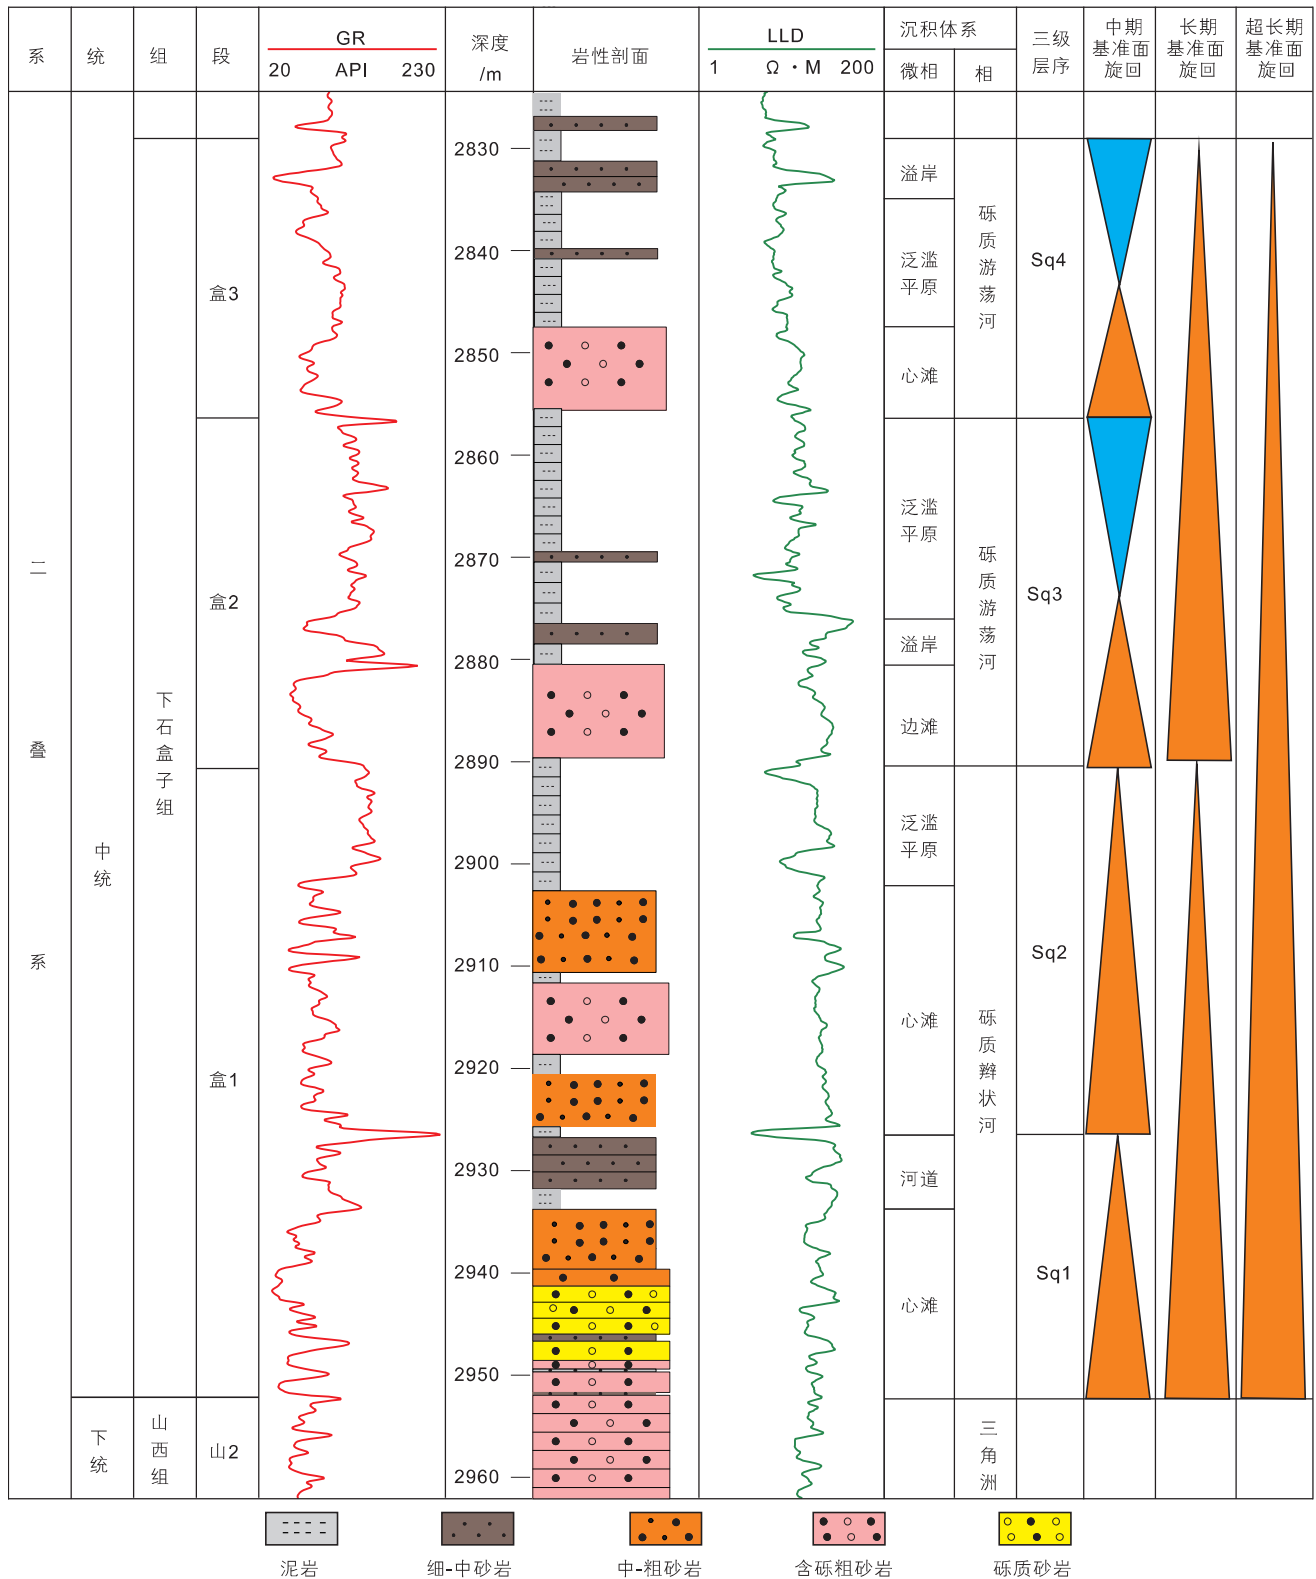 系
统
组
段
GR
20 API 230
深度
/m
岩性剖面
LLD
1 Ω·M 200
沉积体系
微相
相
三级
层序
中期
基准面
旋回
长期
基准面
旋回
超长期
基准面
旋回
二
叠
系
中
统
下
统
下
石
盒
子
组
山
西
组
盒3
盒2
盒1
山2
2830
2840
2850
2860
2870
2880
2890
2900
2910
2920
2930
2940
2950
2960
溢岸
泛滥
平原
心滩
泛滥
平原
溢岸
边滩
泛滥
平原
心滩
河道
心滩
砾
质
游
荡
河
砾
质
游
荡
河
砾
质
辫
状
河
三
角
洲
Sq4
Sq3
Sq2
Sq1
泥岩
细-中砂岩
中-粗砂岩
含砾粗砂岩
砾质砂岩